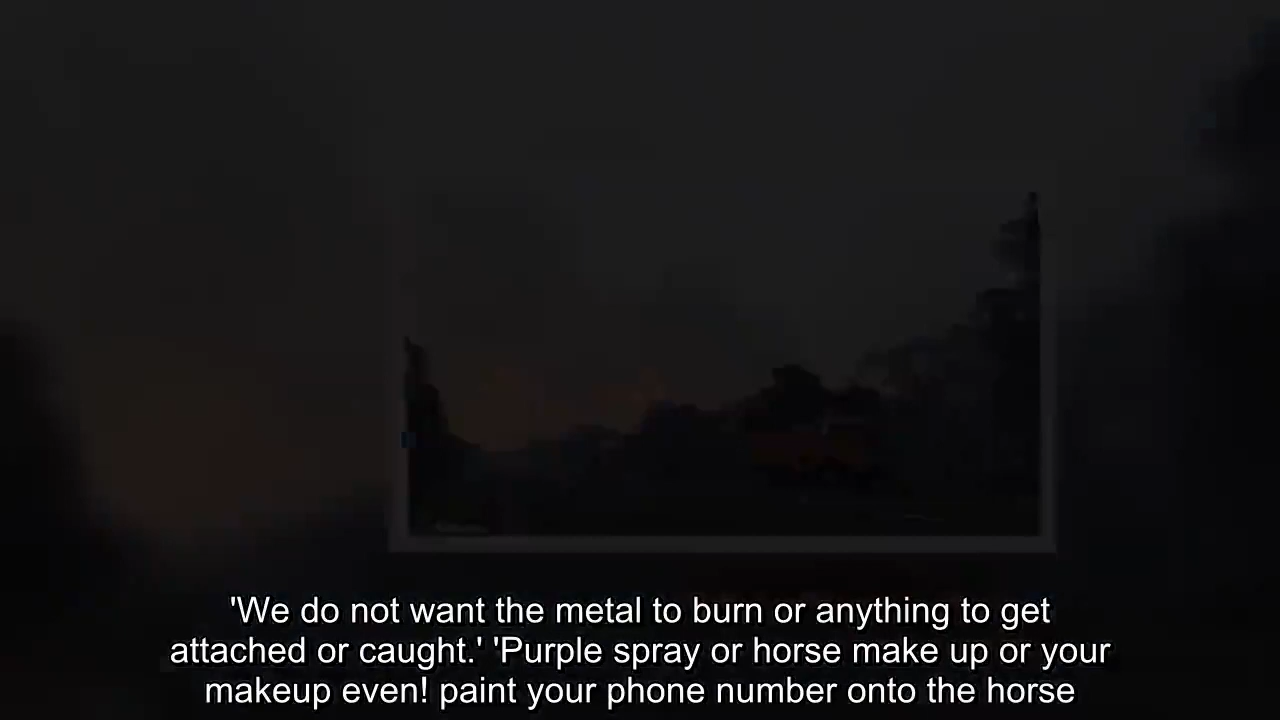 'We do not want the metal to burn or anything to get
attached or caught.' 'Purple spray or horse make up or your
makeup even! paint your phone number onto the horse